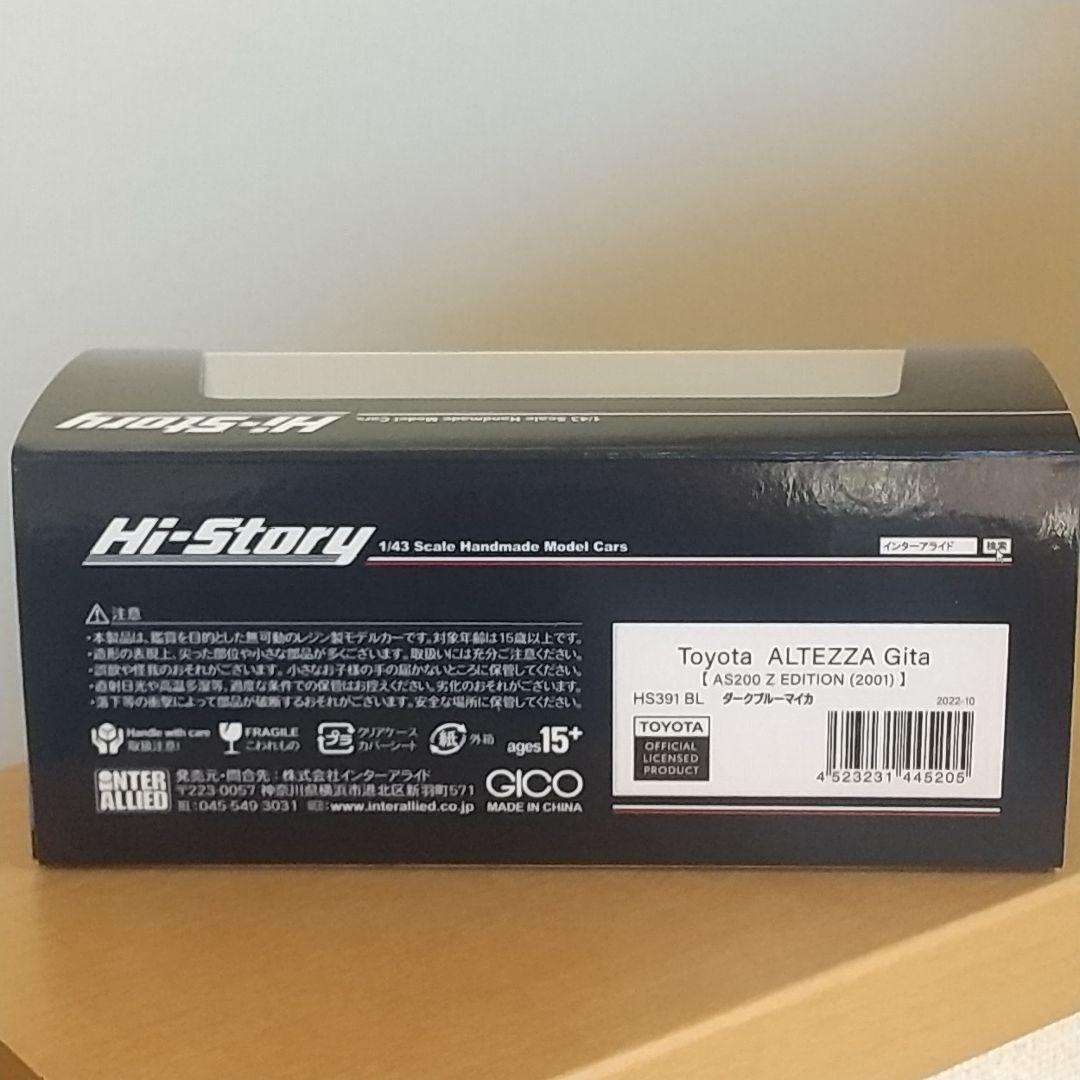 Hi-Story 1/43 Scale Handmade Model Cars
Hi-Story 1/43 Scale Handmade Model Cars
インターアライド 検索
注意
・本製品は、鑑賞を目的とした無可動のレジン製モデルカーです。対象年齢は15歳以上です。
・造形の表現上、尖った部位や小さな部品が多くございます。取扱いには充分ご注意ください。
・誤飲や怪我のおそれがございます。小さなお子様の手の届かないところに保管してください。
・直射日光や高温多湿等、過度な条件での保管はお控えください。劣化のおそれがございます。
・落下等の衝撃によって部品が破断するおそれがございます。安全な場所に保管してください。
Handle with care
取扱注意!
FRAGILE
こわれもの
プラ
クリアケース
カバーシート
紙
外箱
ages15+
INTER
ALLIED
発売元・問合先:株式会社インターアライド
〒223-0057 神奈川県横浜市港北区新羽町571
:045-549-3031 :www.interallied.co.jp
GICO
MADE IN CHINA
Toyota ALTEZZA Gita
【 AS200 Z EDITION (2001) 】
HS391 BL ダークブルーマイカ 2022-10
TOYOTA
OFFICIAL
LICENSED
PRODUCT
4 523231 445205